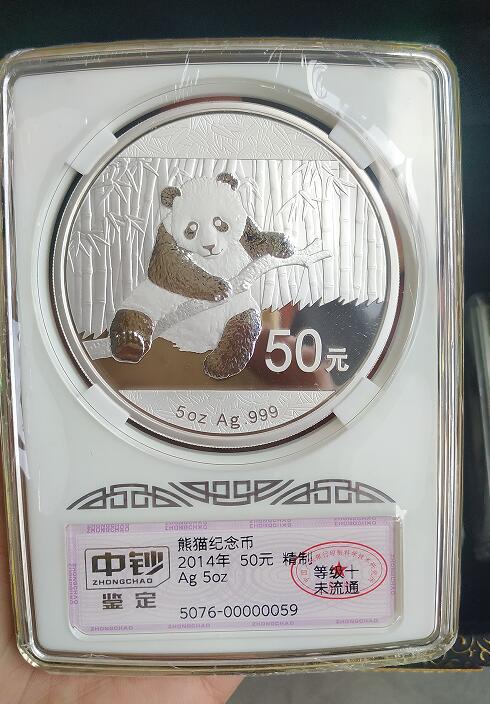 50元
5oz Ag.999
熊猫纪念币
中钞
ZHONGCHAO
鉴定
2014年 50元 精制
Ag 5oz
等级十
未流通
5076-00000059